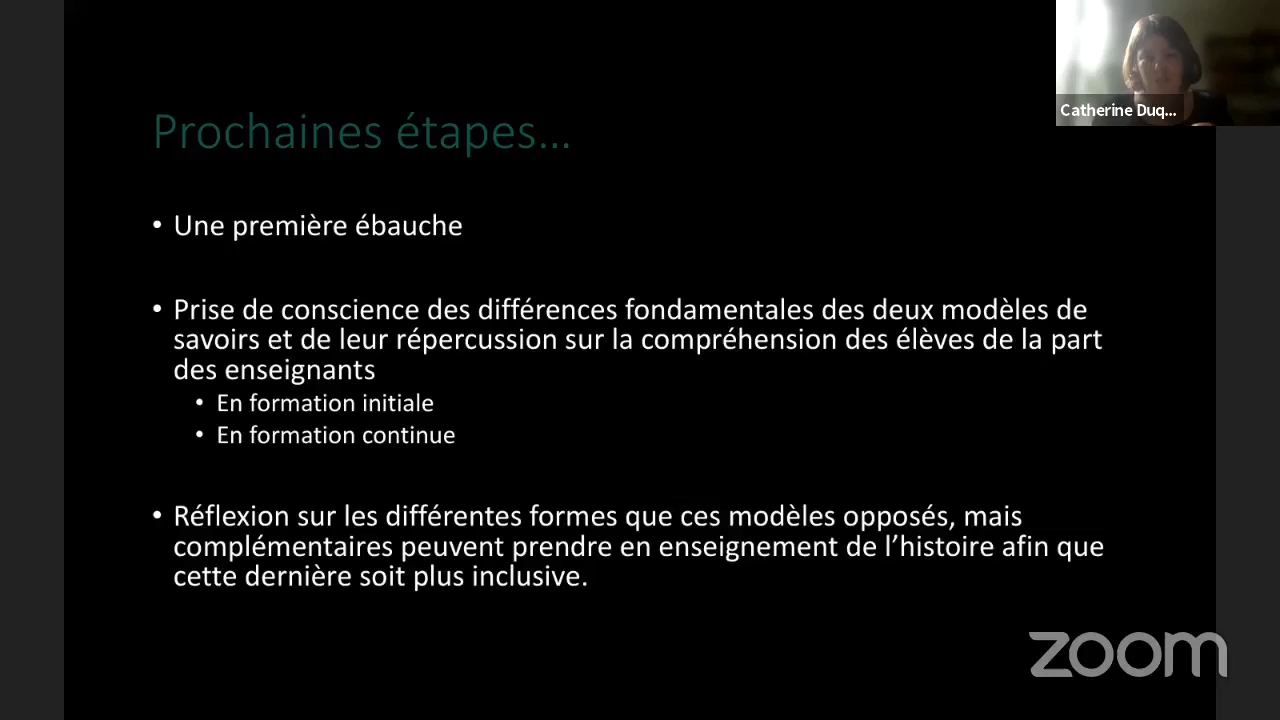 Prochaines étapes...
Catherine Duq...
• Une première ébauche
• Prise de conscience des différences fondamentales des deux modèles de
savoirs et de leur répercussion sur la compréhension des élèves de la part
des enseignants
• En formation initiale
• En formation continue
• Réflexion sur les différentes formes que ces modèles opposés, mais
complémentaires peuvent prendre en enseignement de l’histoire afin que
cette dernière soit plus inclusive.
zoom